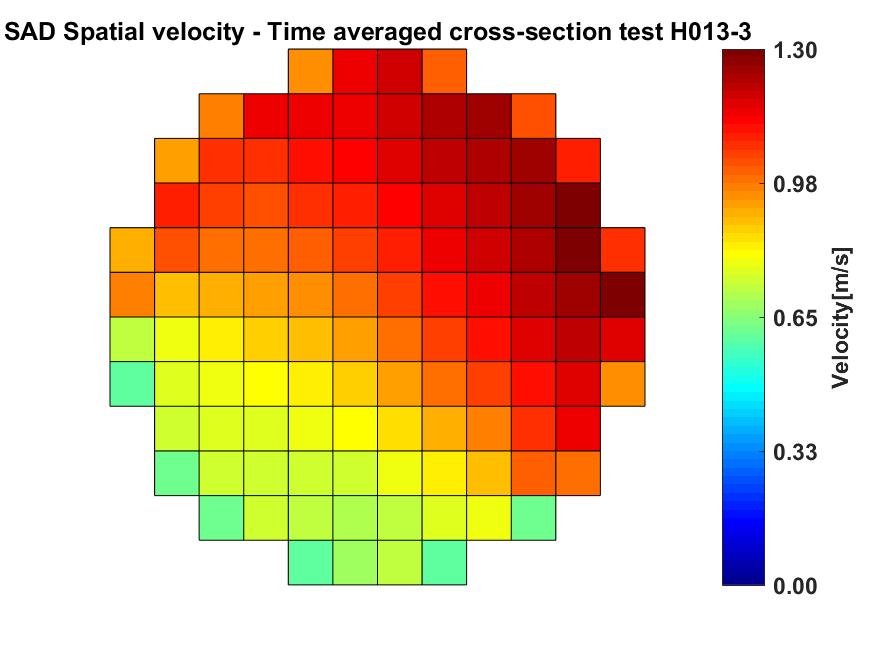 SAD Spatial velocity - Time averaged cross-section test H013-3
1.30
0.98
0.65
0.33
0.00
Velocity[m/s]